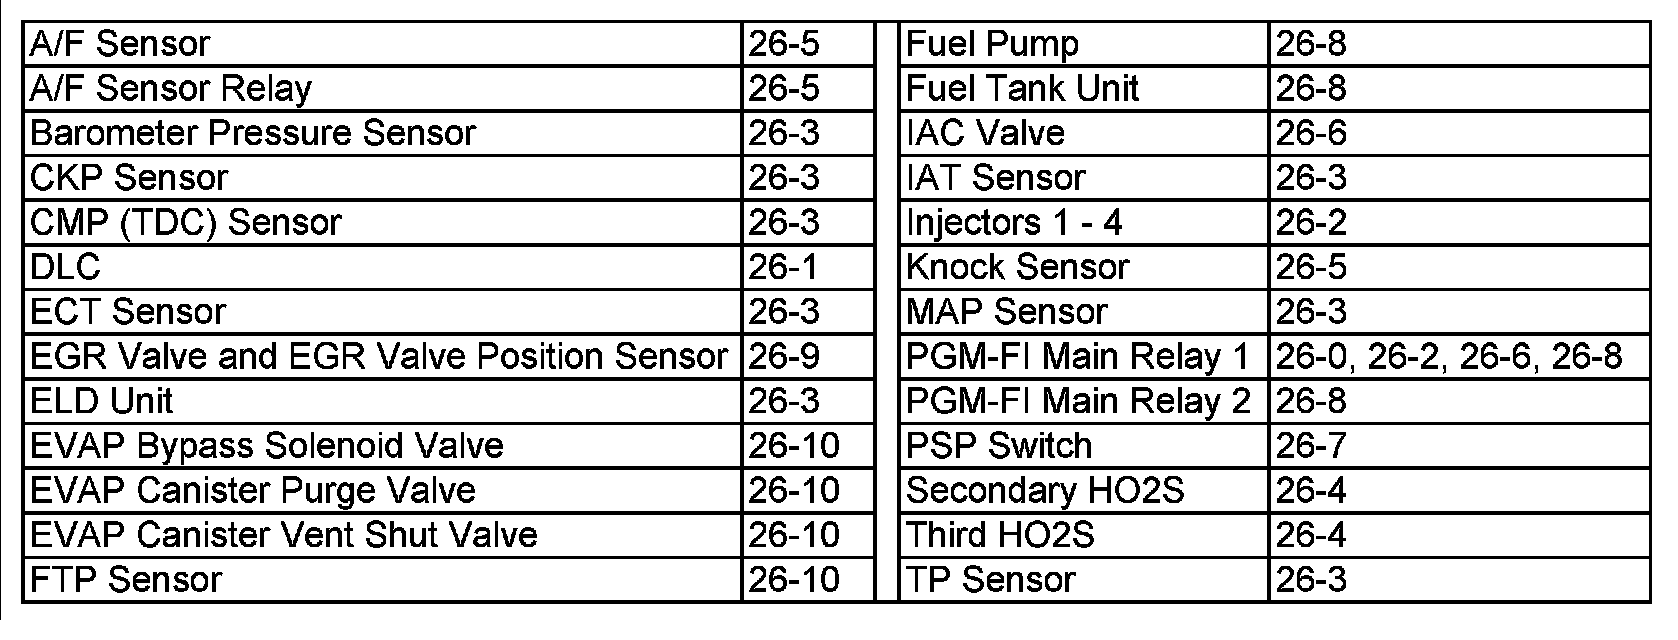 A/F Sensor 26-5 Fuel Pump 26-8
A/F Sensor Relay 26-5 Fuel Tank Unit 26-8
Barometer Pressure Sensor 26-3 IAC Valve 26-6
CKP Sensor 26-3 IAT Sensor 26-3
CMP (TDC) Sensor 26-3 Injectors 1 - 4 26-2
DLC 26-1 Knock Sensor 26-5
ECT Sensor 26-3 MAP Sensor 26-3
EGR Valve and EGR Valve Position Sensor 26-9 PGM-FI Main Relay 1 26-0, 26-2, 26-6, 26-8
ELD Unit 26-3 PGM-FI Main Relay 2 26-8
EVAP Bypass Solenoid Valve 26-10 PSP Switch 26-7
EVAP Canister Purge Valve 26-10 Secondary HO2S 26-4
EVAP Canister Vent Shut Valve 26-10 Third HO2S 26-4
FTP Sensor 26-10 TP Sensor 26-3